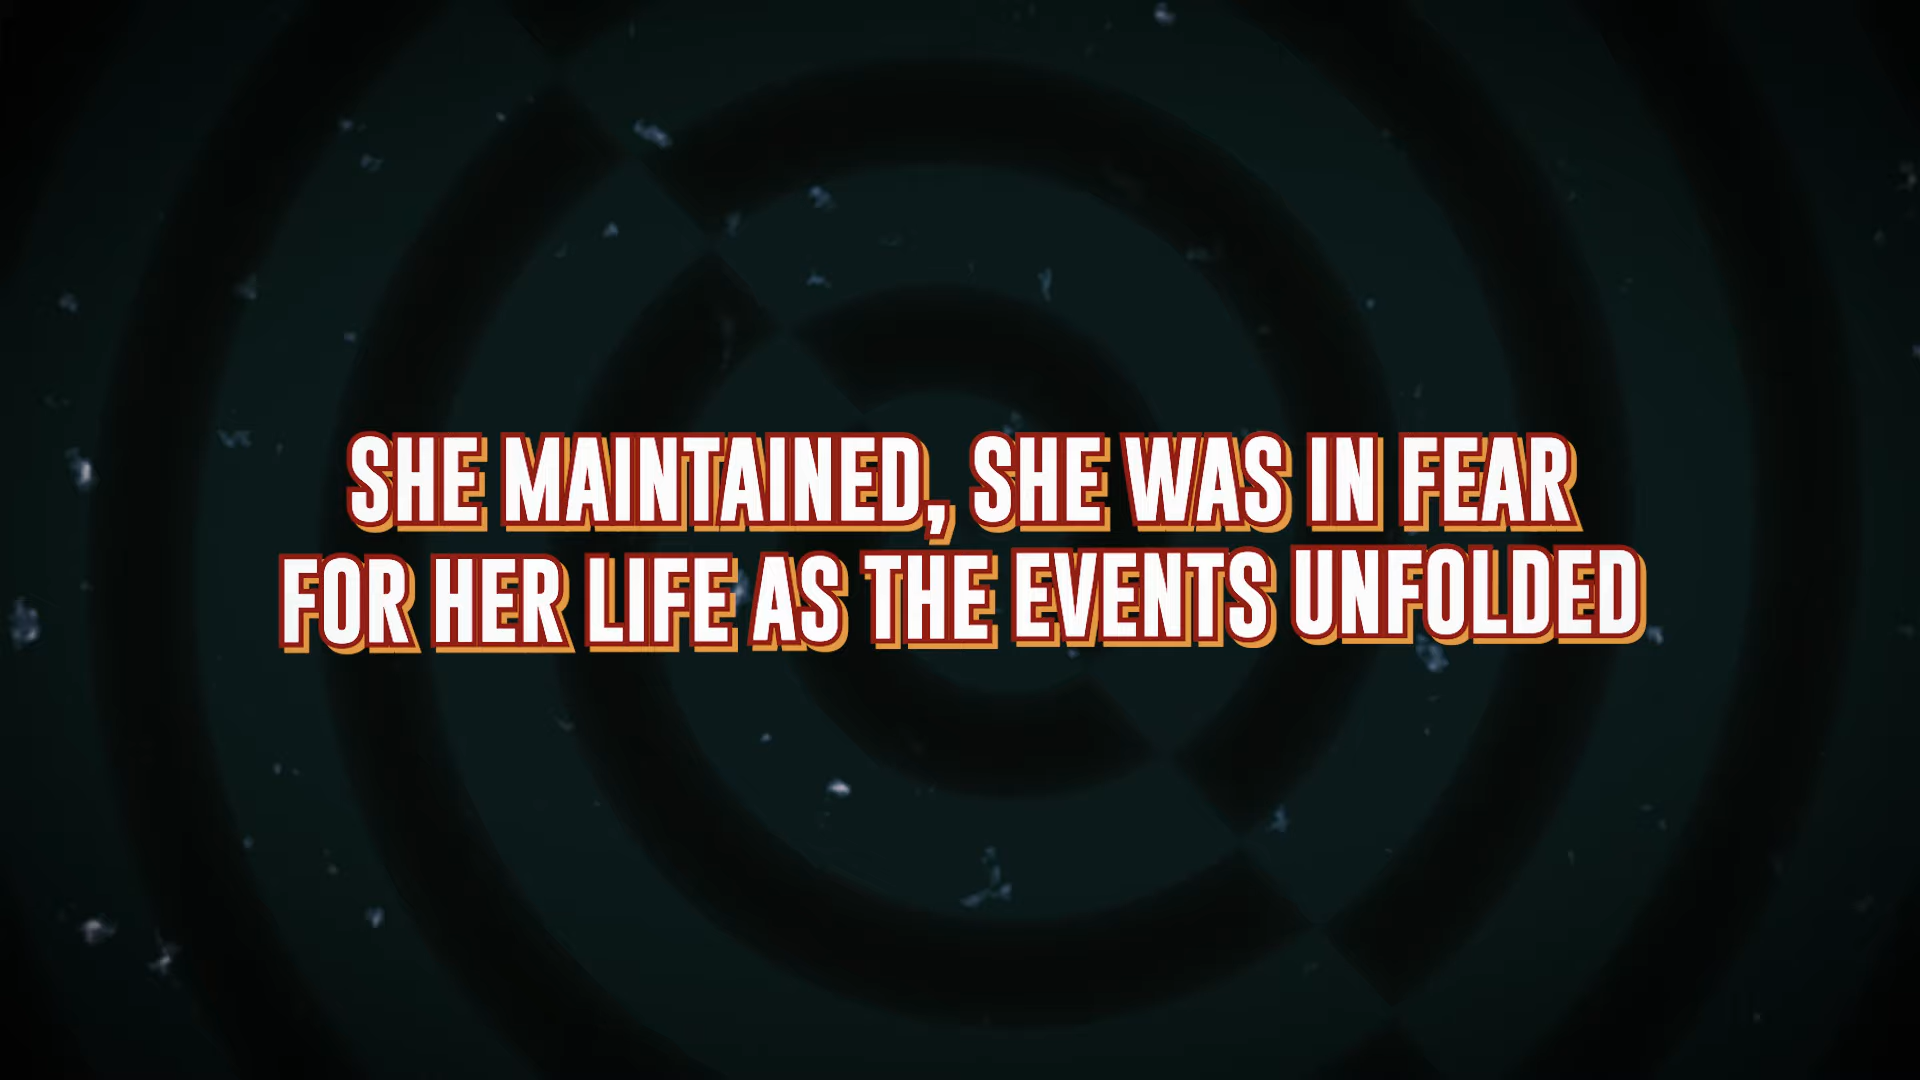 SHE MAINTAINED, SHE WAS IN FEAR
FOR HER LIFE AS THE EVENTS UNFOLDED